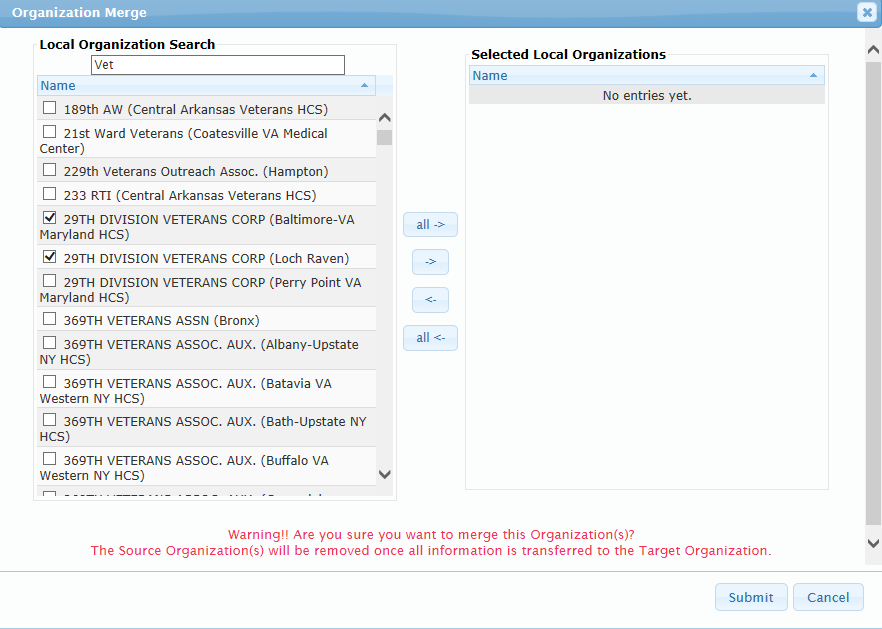 Organization Merge
Local Organization Search
Vet
Name
189th AW (Central Arkansas Veterans HCS)
21st Ward Veterans (Coatesville VA Medical
Center)
229th Veterans Outreach Assoc. (Hampton)
233 RTI (Central Arkansas Veterans HCS)
29TH DIVISION VETERANS CORP (Baltimore-VA
Maryland HCS)
29TH DIVISION VETERANS CORP (Loch Raven)
29TH DIVISION VETERANS CORP (Perry Point VA
Maryland HCS)
369TH VETERANS ASSN (Bronx)
369TH VETERANS ASSOC. AUX. (Albany-Upstate
NY HCS)
369TH VETERANS ASSOC. AUX. (Batavia VA
Western NY HCS)
369TH VETERANS ASSOC. AUX. (Bath-Upstate NY
HCS)
369TH VETERANS ASSOC. AUX. (Buffalo VA
Western NY HCS)
all ->
->
<-
all <-
Selected Local Organizations
Name
No entries yet.
Warning!! Are you sure you want to merge this Organization(s)?
The Source Organization(s) will be removed once all information is transferred to the Target Organization.
Submit
Cancel